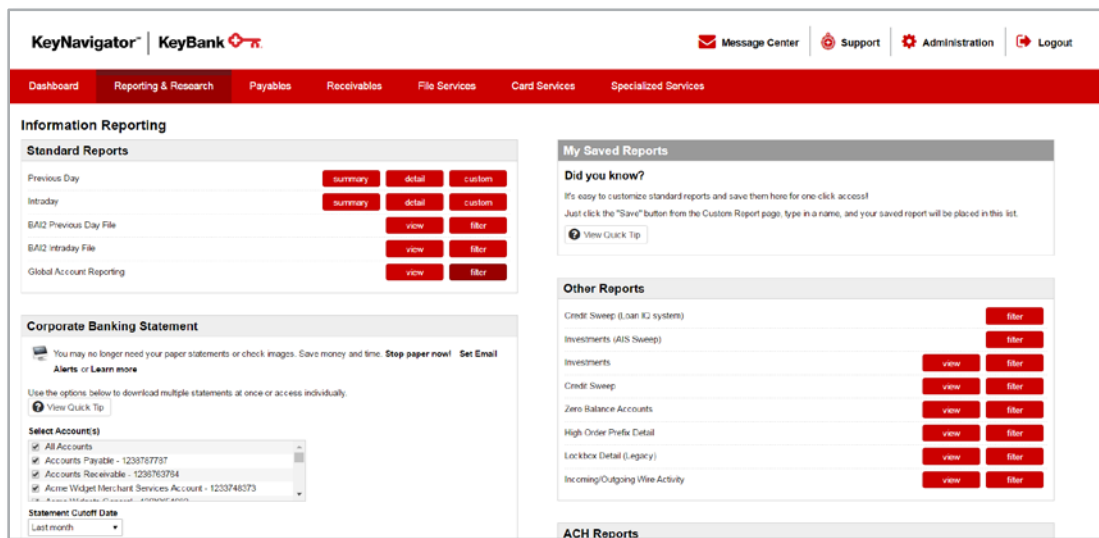 KeyNavigator™ | KeyBank
Message Center
Support
Administration
Logout
Dashboard
Reporting & Research
Payables
Receivables
File Services
Card Services
Specialized Services
Information Reporting
Standard Reports
Previous Day summary detail custom
Intraday summary detail custom
BAI2 Previous Day File view filter
BAI2 Intraday File view filter
Global Account Reporting view filter
Corporate Banking Statement
You may no longer need your paper statements or check images. Save money and time. Stop paper now! Set Email
Alerts or Learn more
Use the options below to download multiple statements at once or access individually.
View Quick Tip
Select Account(s)
All Accounts
Accounts Payable - 1238767787
Accounts Receivable - 1238763784
Acme Widget Merchant Services Account - 1233748373
Acme Widgets General -
Statement Cutoff Date
Last month
My Saved Reports
Did you know?
It's easy to customize standard reports and save them here for one-click access!
Just click the "Save" button from the Custom Report page, type in a name, and your saved report will be placed in this list.
View Quick Tip
Other Reports
Credit Sweep (Loan IQ system) filter
Investments (AIS Sweep) filter
Investments view filter
Credit Sweep view filter
Zero Balance Accounts view filter
High Order Prefix Detail view filter
Lockbox Detail (Legacy) view filter
Incoming/Outgoing Wire Activity view filter
ACH Reports